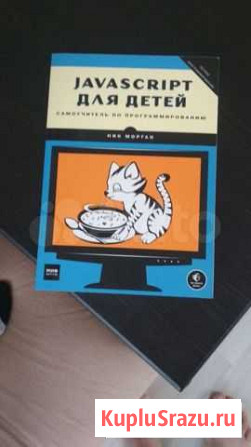 JAVASCRIPT
ДЛЯ ДЕТЕЙ
САМОУЧИТЕЛЬ ПО ПРОГРАММИРОВАНИЮ
НИК МОРГАН
KupluSrazu.ru